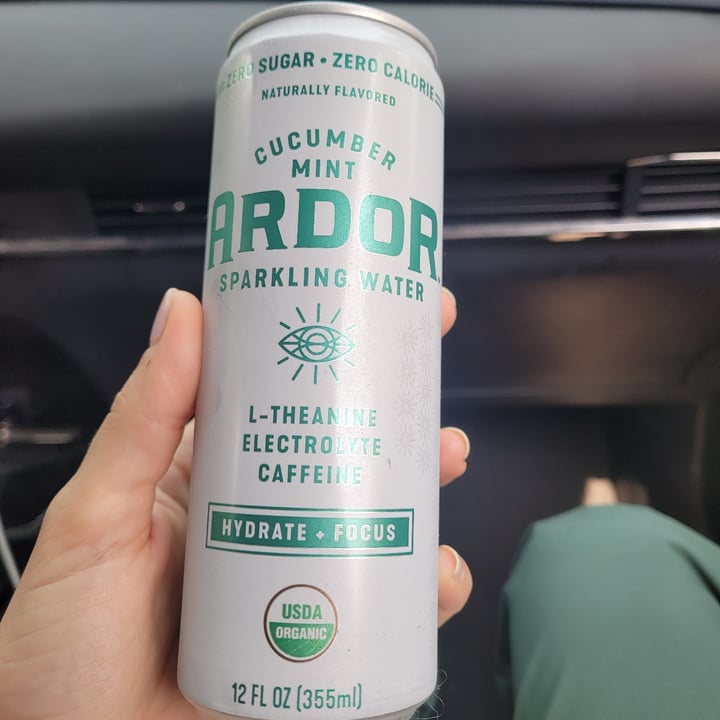 ZERO SUGAR • ZERO CALORIE
NATURALLY FLAVORED
CUCUMBER
MINT
ARDOR
SPARKLING WATER
L-THEANINE
ELECTROLYTE
CAFFEINE
HYDRATE + FOCUS
USDA
ORGANIC
12 FL OZ (355ml)